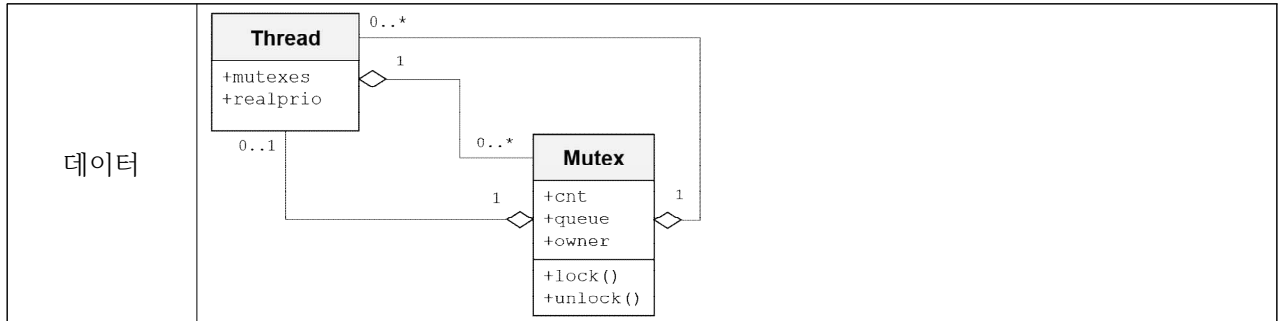 데이터
0..*
Thread
1
+mutexes
+realprio
0..1
0..*
Mutex
1
1
+cnt
+queue
+owner
+lock()
+unlock()